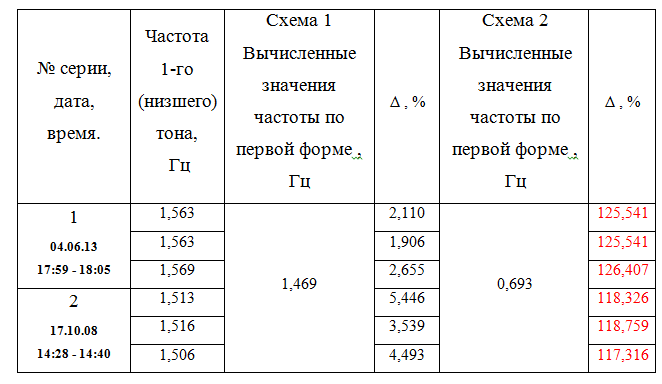 № серии,
дата,
время.
Частота
1-го
(низшего)
тона,
Гц
Схема 1
Вычисленные
значения
частоты по
первой форме ,
Гц
Δ , %
Схема 2
Вычисленные
значения
частоты по
первой форме ,
Гц
Δ , %
1
04.06.13
17:59 - 18:05
1,563
1,469
2,110
0,693
125,541
1,563
1,906
125,541
1,569
2,655
126,407
2
17.10.08
14:28 - 14:40
1,513
5,446
118,326
1,516
3,539
118,759
1,506
4,493
117,316